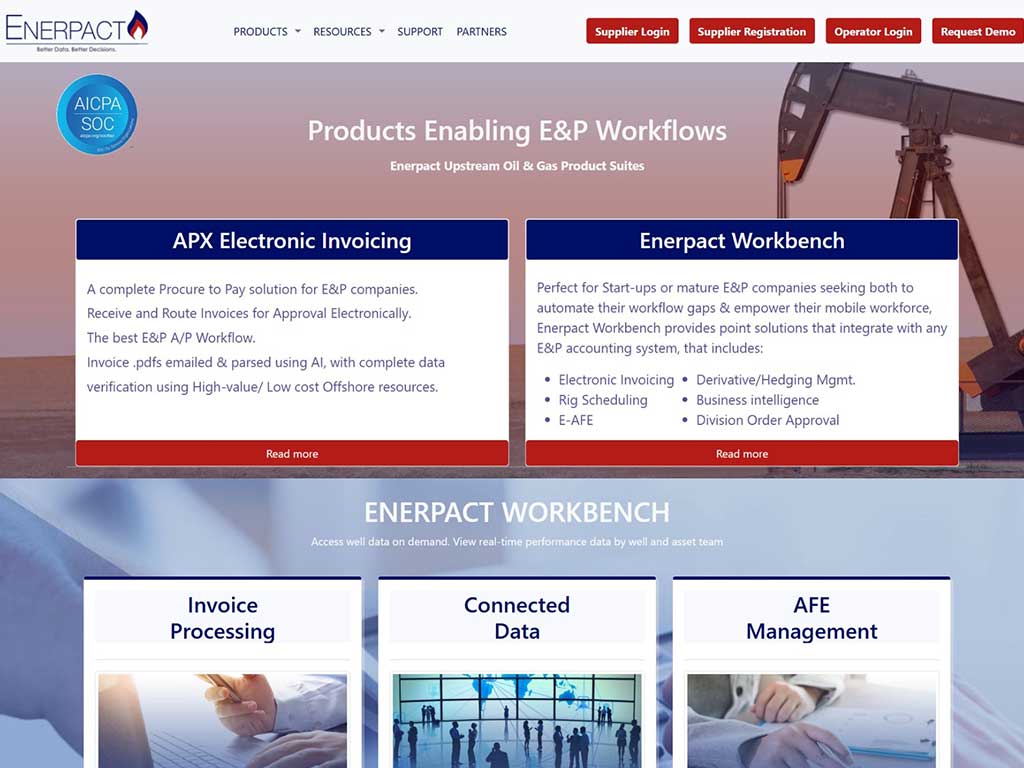 ENERPACT
Better Data. Better Decisions.
PRODUCTS
RESOURCES
SUPPORT
PARTNERS
Supplier Login
Supplier Registration
Operator Login
Request Demo
AICPA
SOC
Products Enabling E&P Workflows
Enerpact Upstream Oil & Gas Product Suites
APX Electronic Invoicing
A complete Procure to Pay solution for E&P companies.
Receive and Route Invoices for Approval Electronically.
The best E&P A/P Workflow.
Invoice .pdfs emailed & parsed using AI, with complete data
verification using High-value/ Low cost Offshore resources.
Read more
Enerpact Workbench
Perfect for Start-ups or mature E&P companies seeking both to
automate their workflow gaps & empower their mobile workforce,
Enerpact Workbench provides point solutions that integrate with any
E&P accounting system, that includes:
• Electronic Invoicing
• Rig Scheduling
• E-AFE
• Derivative/Hedging Mgmt.
• Business intelligence
• Division Order Approval
Read more
ENERPACT WORKBENCH
Access well data on demand. View real-time performance data by well and asset team
Invoice
Processing
Connected
Data
AFE
Management